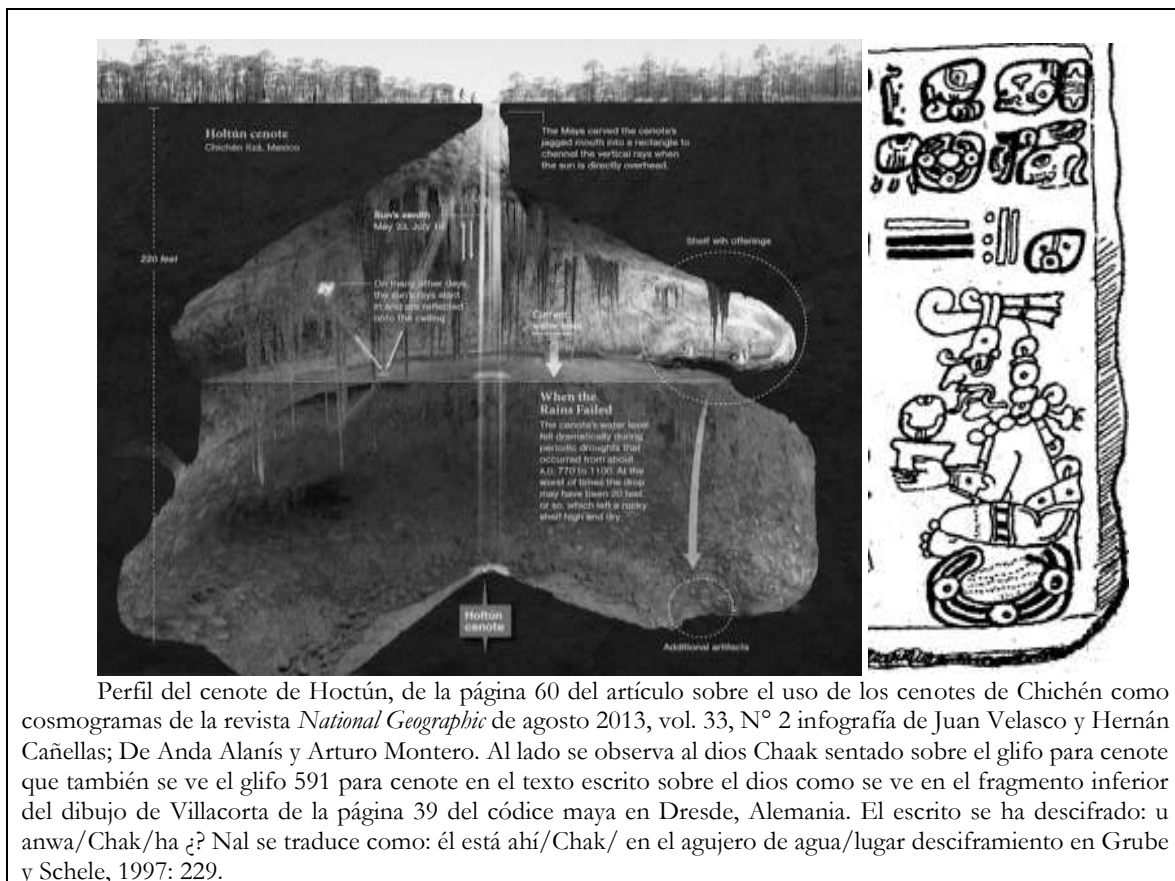 Holtún cenote
Chichén Itzá, Mexico
The Maya carved the cenote's
jagged mouth into a rectangle to
channel the vertical rays when
the sun is directly overhead.
Sun's zenith
May 23, July 19
Shelf with offerings
220 feet
On many other days,
the sun's rays slant
in and are reflected
onto the ceiling
Current
water level
When the
Rains Failed
The cenote's water level
fell dramatically during
periodic droughts that
occurred from about
A.D. 770 to 1100. At the
worst of times the drop
may have been 20 feet
or so, which left a rocky
shelf high and dry.
Holtún
cenote
Additional artifacts
Perfil del cenote de Hoctún, de la página 60 del artículo sobre el uso de los cenotes de Chichén como
cosmogramas de la revista National Geographic de agosto 2013, vol. 33, N° 2 infografía de Juan Velasco y Hernán
Cañellas; De Anda Alanís y Arturo Montero. Al lado se observa al dios Chaak sentado sobre el glifo para cenote
que también se ve el glifo 591 para cenote en el texto escrito sobre el dios como se ve en el fragmento inferior
del dibujo de Villacorta de la página 39 del códice maya en Dresde, Alemania. El escrito se ha descifrado: u
anwa/Chak/ha ¿? Nal se traduce como: él está ahí/Chak/ en el agujero de agua/lugar desciframiento en Grube
y Schele, 1997: 229.